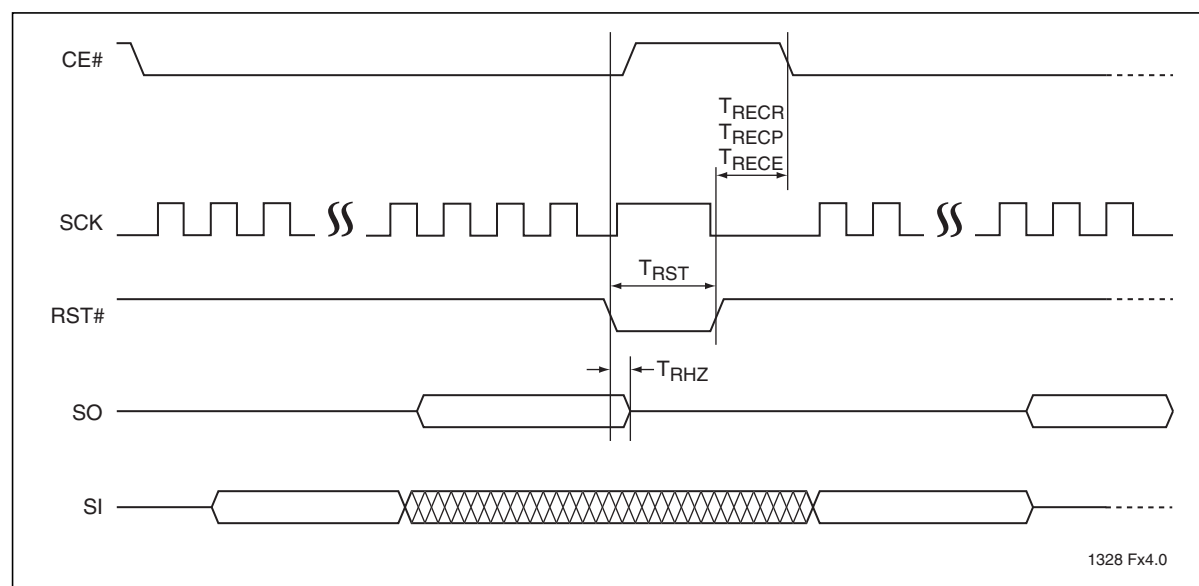 CE#
TRECR
TRECP
TRECE
SCK
TRST
RST#
TRHZ
SO
SI
1328 Fx4.0